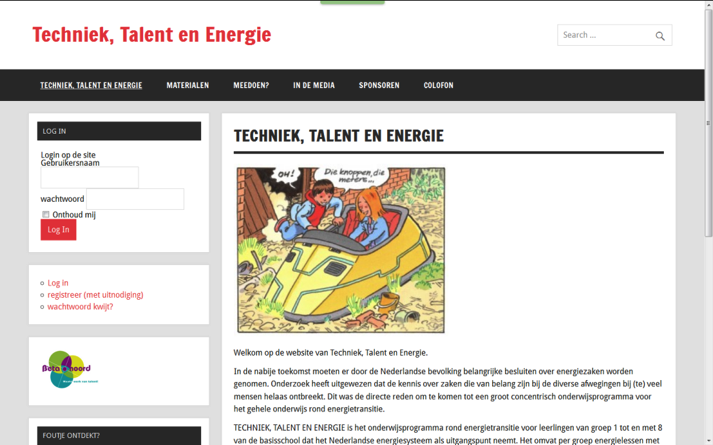 Techniek, Talent en Energie
Search ...
TECHNIEK, TALENT EN ENERGIE
MATERIALEN
MEEDOEN?
IN DE MEDIA
SPONSOREN
COLOFON
LOG IN
Login op de site
Gebruikersnaam
wachtwoord
Onthoud mij
Log In
Log in
registreer (met uitnodiging)
wachtwoord kwijt?
Beta noord
FOUTJE ONTDEKT?
TECHNIEK, TALENT EN ENERGIE
OH!
Die knoppen, die
meters...
Welkom op de website van Techniek, Talent en Energie.
In de nabije toekomst moeten er door de Nederlandse bevolking belangrijke besluiten over energiezaken worden
genomen. Onderzoek heeft uitgewezen dat de kennis over zaken die van belang zijn bij de diverse afwegingen bij (te) veel
mensen helaas ontbreekt. Dit was de directe reden om te komen tot een groot concentrisch onderwijsprogramma voor
het gehele onderwijs rond energietransitie.
TECHNIEK, TALENT EN ENERGIE is het onderwijsprogramma rond energietransitie voor leerlingen van groep 1 tot en met 8
van de basisschool dat het Nederlandse energiesysteem als uitgangspunt neemt. Het omvat per groep energielessen met